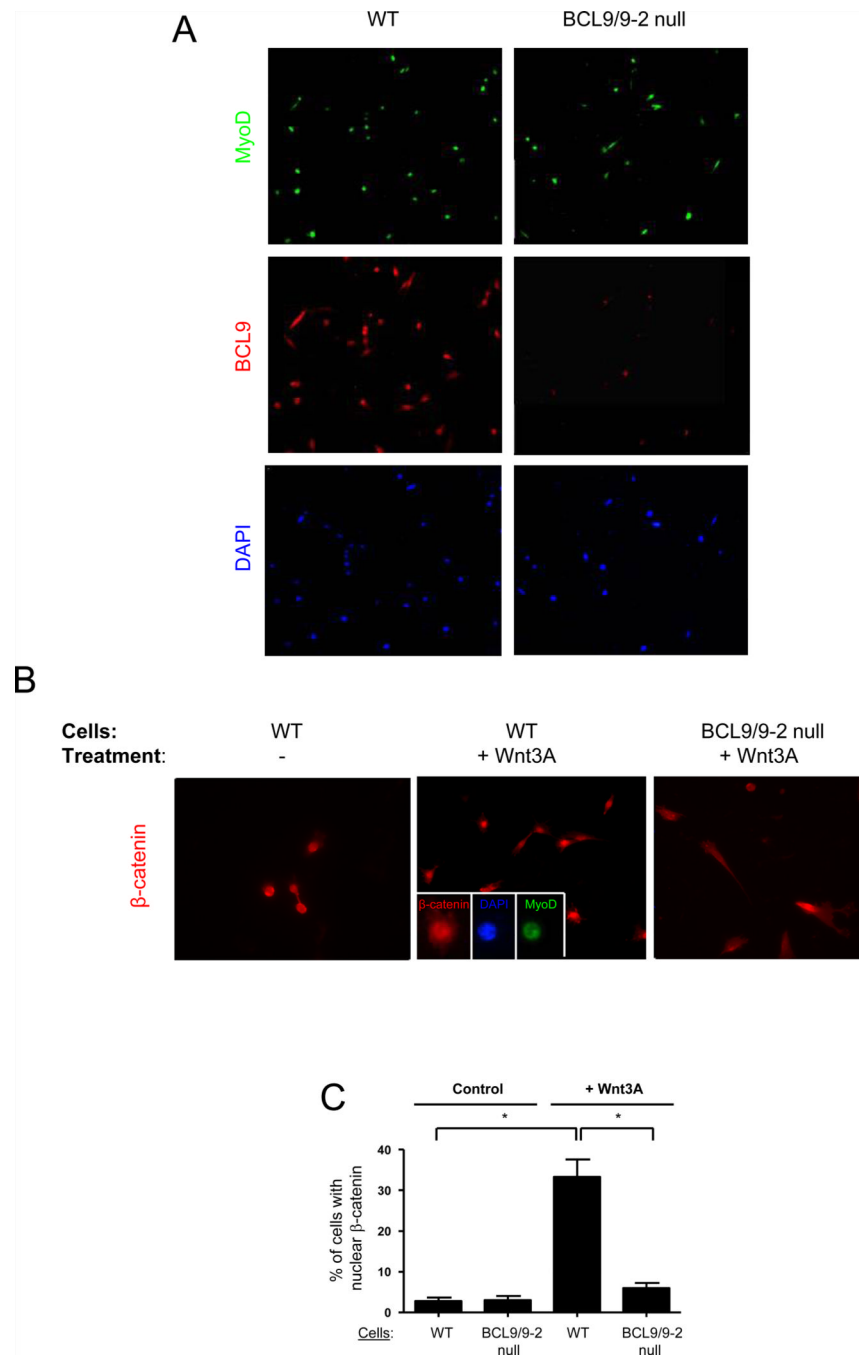 A
WT BCL9/9-2 null
MyoD
BCL9
DAPI
B
Cells: WT WT BCL9/9-2 null
Treatment: - + Wnt3A + Wnt3A
β-catenin
β-catenin DAPI MyoD
C
Control + Wnt3A
* *
% of cells with
nuclear β-catenin
40
30
20
10
0
Cells: WT BCL9/9-2 WT BCL9/9-2
null null